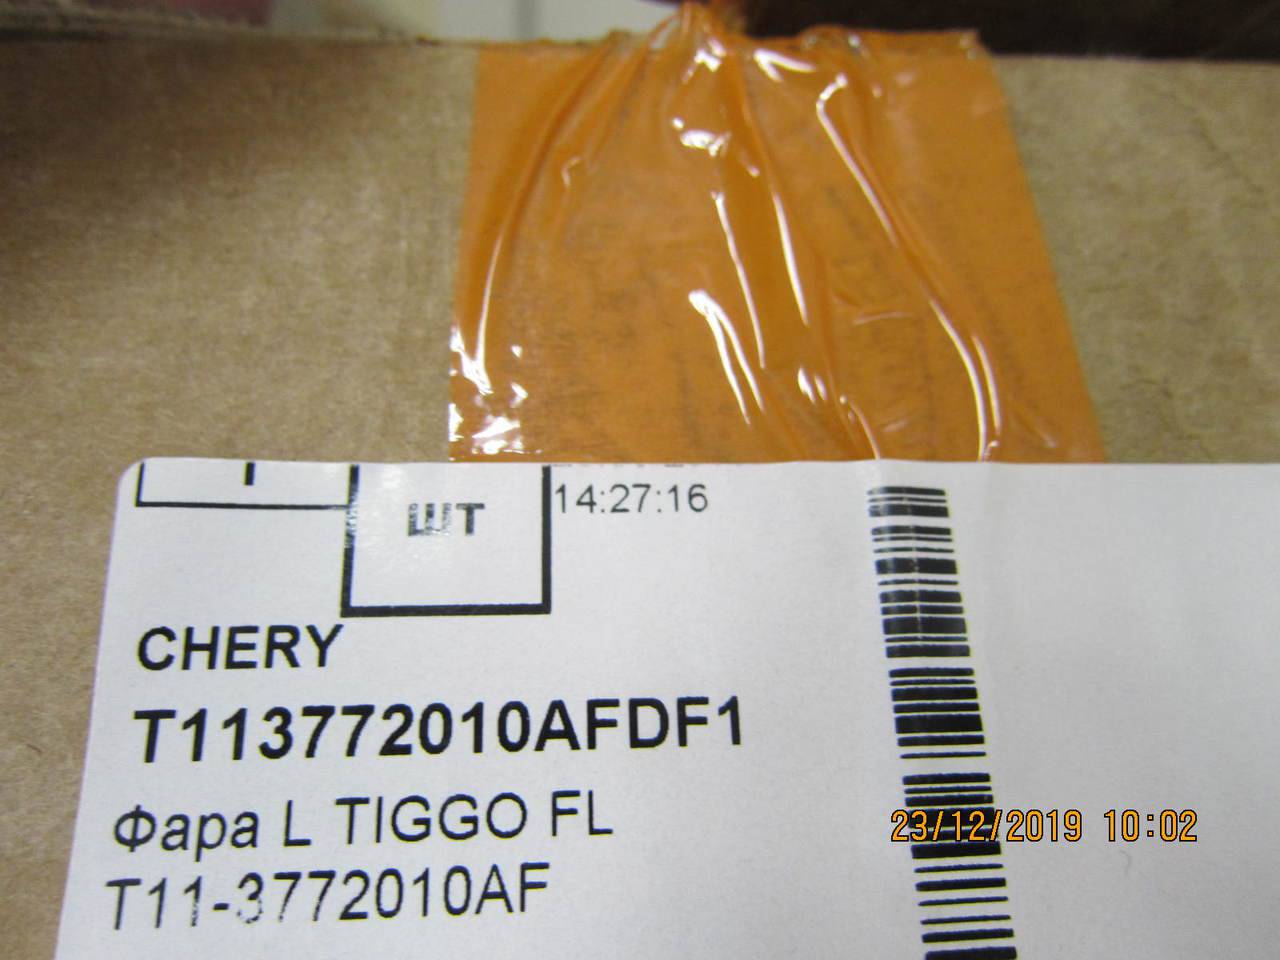 шт
14:27:16
CHERY
T113772010AFDF1
Фара L TIGGO FL
T11-3772010AF
23/12/2019 10:02